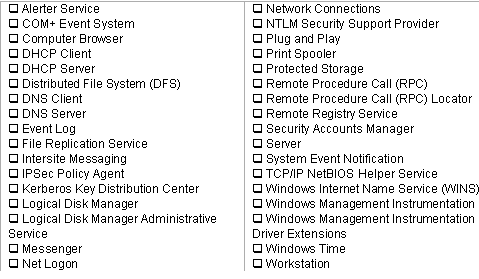 ❑ Alerter Service
❑ COM+ Event System
❑ Computer Browser
❑ DHCP Client
❑ DHCP Server
❑ Distributed File System (DFS)
❑ DNS Client
❑ DNS Server
❑ Event Log
❑ File Replication Service
❑ Intersite Messaging
❑ IPSec Policy Agent
❑ Kerberos Key Distribution Center
❑ Logical Disk Manager
❑ Logical Disk Manager Administrative
Service
❑ Messenger
❑ Net Logon
❑ Network Connections
❑ NTLM Security Support Provider
❑ Plug and Play
❑ Print Spooler
❑ Protected Storage
❑ Remote Procedure Call (RPC)
❑ Remote Procedure Call (RPC) Locator
❑ Remote Registry Service
❑ Security Accounts Manager
❑ Server
❑ System Event Notification
❑ TCP/IP NetBIOS Helper Service
❑ Windows Internet Name Service (WINS)
❑ Windows Management Instrumentation
❑ Windows Management Instrumentation
Driver Extensions
❑ Windows Time
❑ Workstation